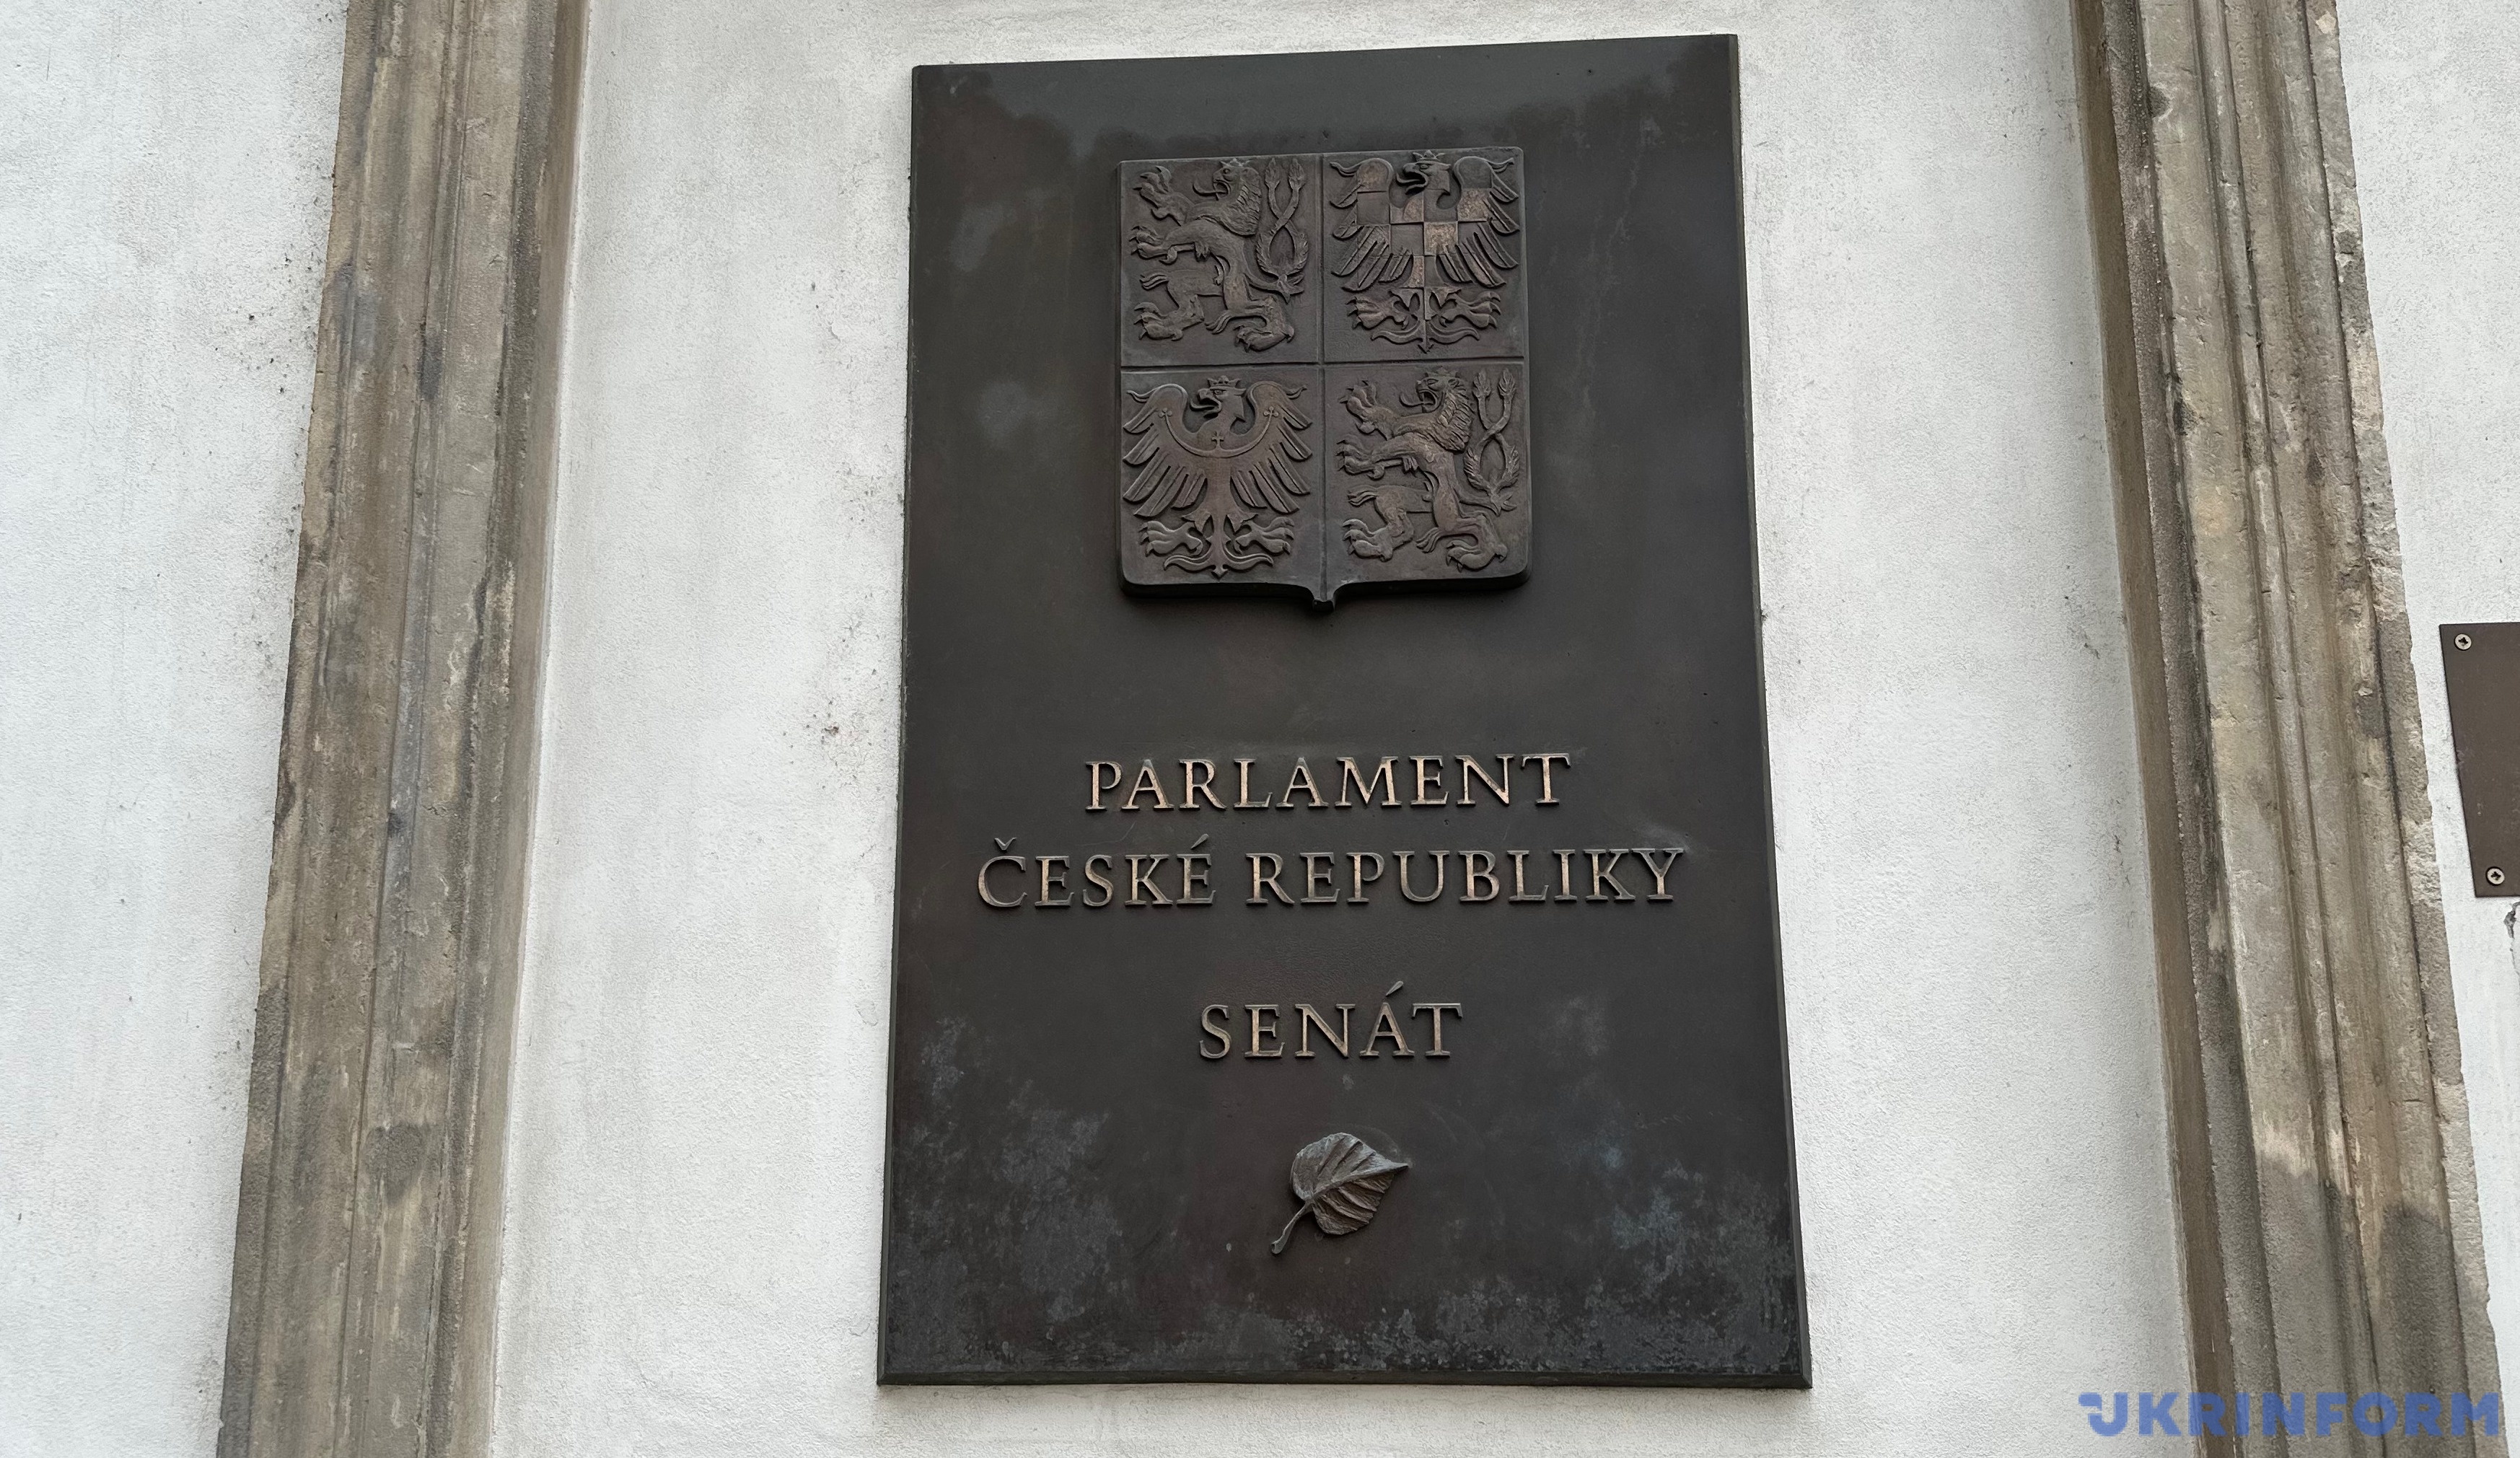 PARLAMENT
ČESKÉ REPUBLIKY
SENÁT
UKRINFORM